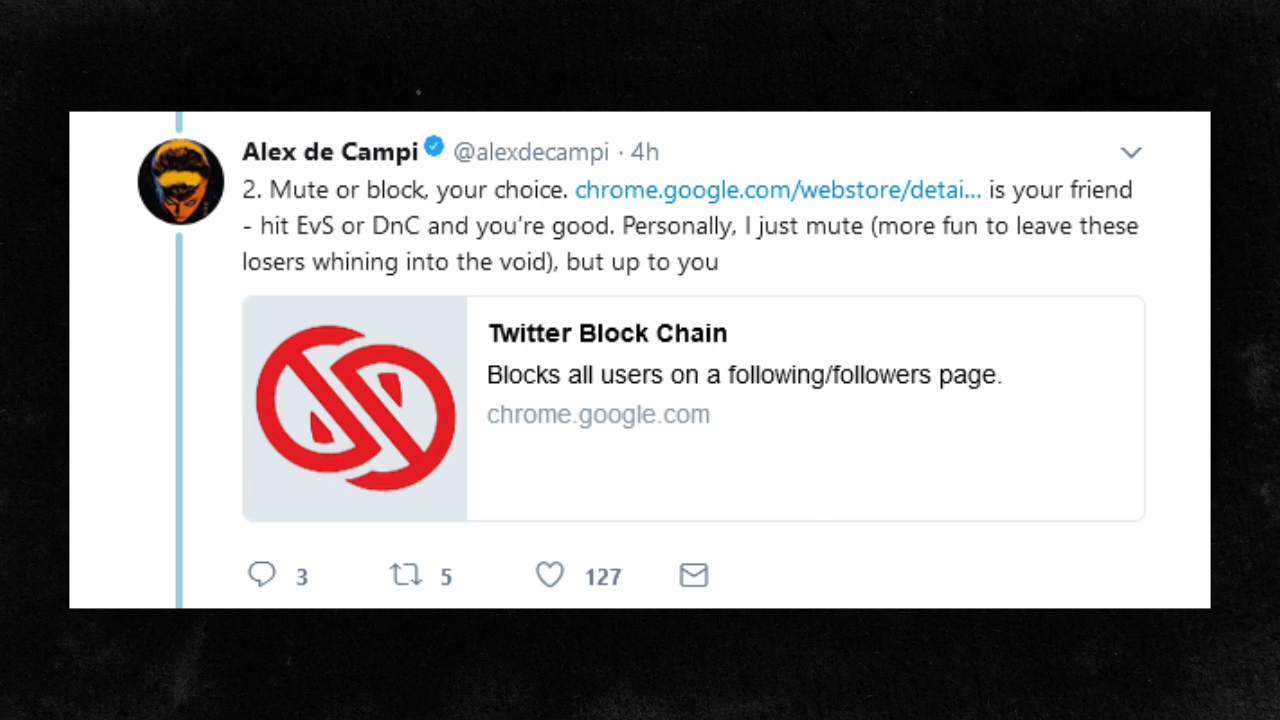 Alex de Campi @alexdecampi · 4h
2. Mute or block, your choice. chrome.google.com/webstore/detai... is your friend
- hit EvS or DnC and you're good. Personally, I just mute (more fun to leave these
losers whining into the void), but up to you
Twitter Block Chain
Blocks all users on a following/followers page.
chrome.google.com
3 5 127